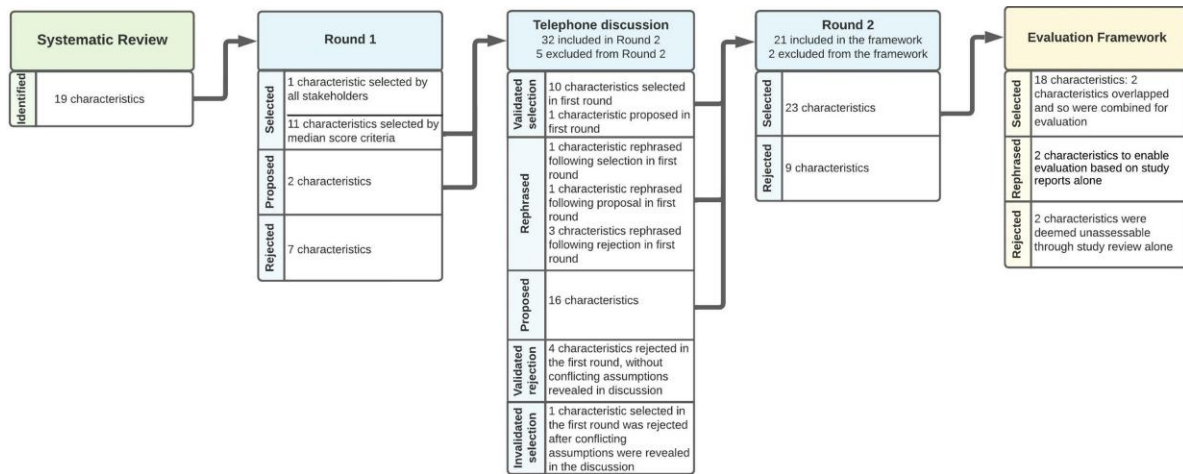 Systematic Review
Identified
19 characteristics
Round 1
Selected
1 characteristic selected by
all stakeholders
11 characteristics selected by
median score criteria
Proposed
2 characteristics
Rejected
7 characteristics
Telephone discussion
32 included in Round 2
5 excluded from Round 2
Validated
selection
10 characteristics selected
in first round
1 characteristic proposed in
first round
Rephrased
1 characteristic rephrased
following selection in first
round
1 characteristic rephrased
following proposal in first
round
3 chracteristics rephrased
following rejection in first
round
Proposed
16 characteristics
Validated
rejection
4 characteristics rejected in
the first round, without
conflicting assumptions
revealed in discussion
Invalidated
selection
1 characteristic selected in
the first round was rejected
after conflicting
assumptions were revealed
in the discussion
Round 2
21 included in the framework
2 excluded from the framework
Selected
23 characteristics
Rejected
9 characteristics
Evaluation Framework
Selected
18 characteristics: 2
characteristics overlapped
and so were combined for
evaluation
Rephrased
2 characteristics to enable
evaluation based on study
reports alone
Rejected
2 characteristics were
deemed unassessable
through study review alone